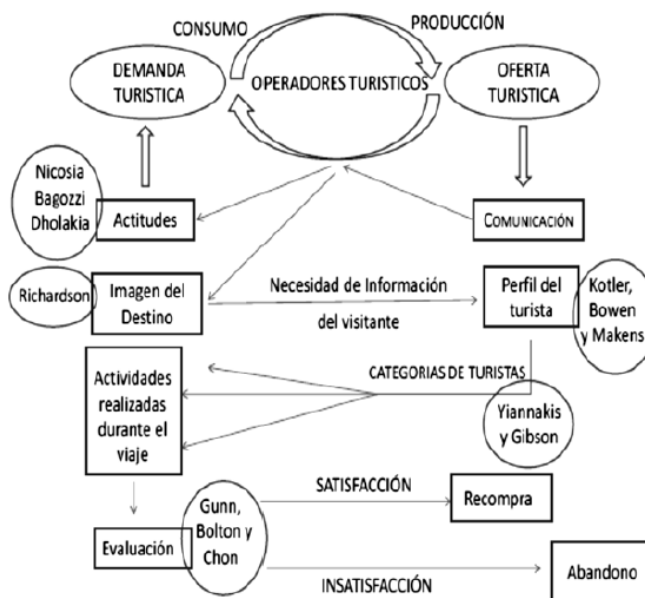 CONSUMO
PRODUCCIÓN
DEMANDA
TURISTICA
OPERADORES TURISTICOS
OFERTA
TURISTICA
Nicosia
Bagozzi
Dholakia
Actitudes
COMUNICACIÓN
Richardson
Imagen del
Destino
Necesidad de Información
del visitante
Perfil del
turista
Kotler,
Bowen
y Makens
Actividades
realizadas
durante el
viaje
CATEGORIAS DE TURISTAS
Yiannakis
y Gibson
Evaluación
Gunn,
Bolton y
Chon
SATISFACCIÓN
Recompra
INSATISFACCIÓN
Abandono